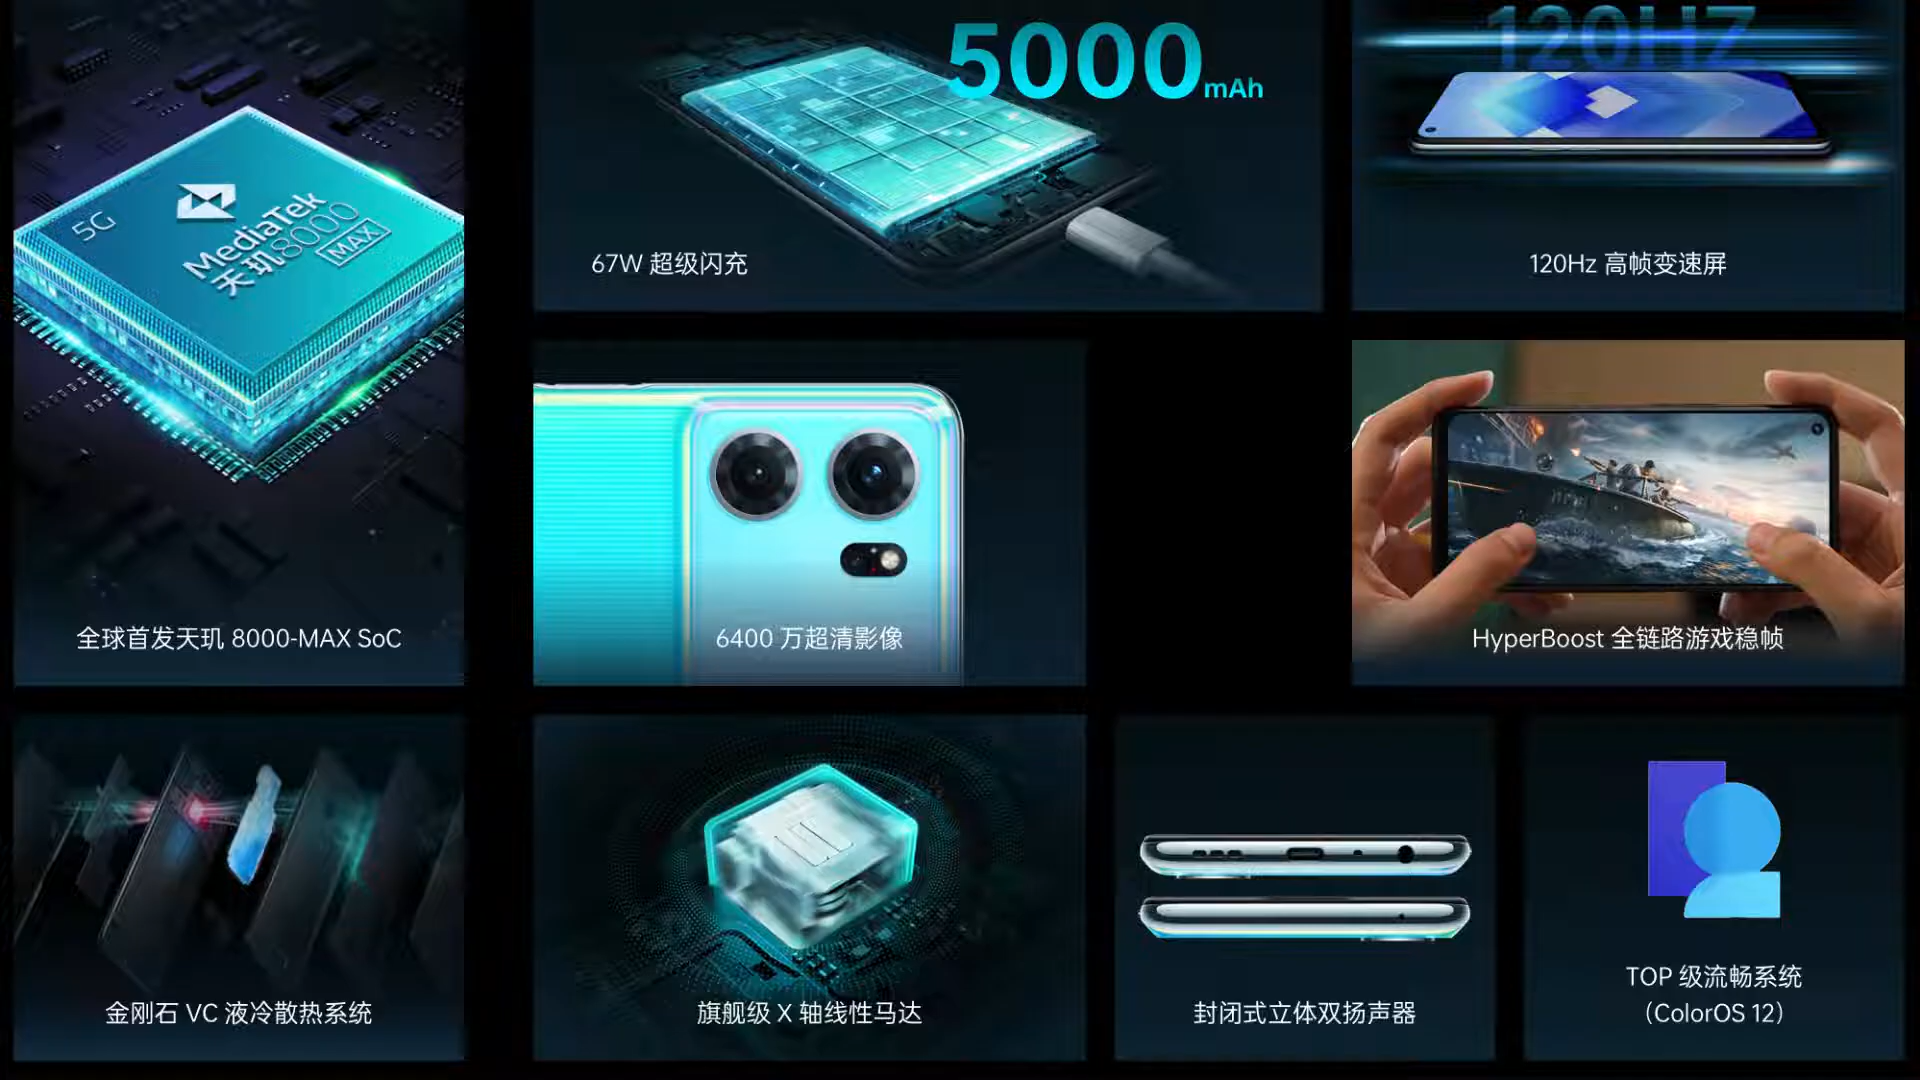 5G
MediaTek
天玑8000
MAX
全球首发天玑 8000-MAX SoC
5000mAh
67W 超级闪充
120HZ
120Hz 高帧变速屏
6400 万超清影像
HyperBoost 全链路游戏稳帧
金刚石 VC 液冷散热系统
旗舰级 X 轴线性马达
封闭式立体双扬声器
TOP 级流畅系统
（ColorOS 12）